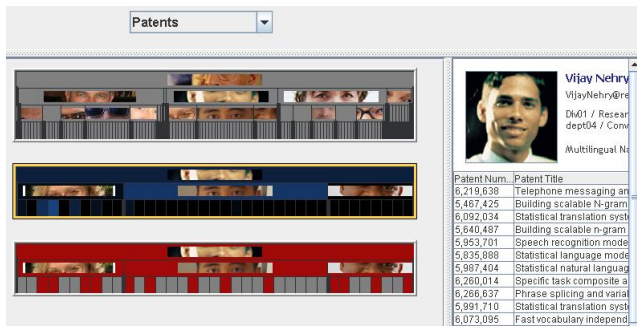 Patents
Vijay Nehry
VijayNehry@re
Div01 / Resear
dept04 / Conv
Multilingual Na
Patent Num... Patent Title
6,219,638 Telephone messaging an
5,467,425 Building scalable N-gram
6,092,034 Statistical translation syst
5,640,487 Building scalable n-gram
5,953,701 Speech recognition mode
5,835,888 Statistical language mode
5,987,404 Statistical natural languag
6,260,014 Specific task composite a
6,266,637 Phrase splicing and varial
5,991,710 Statistical translation syst
6,073,095 Fast vocabulary independ